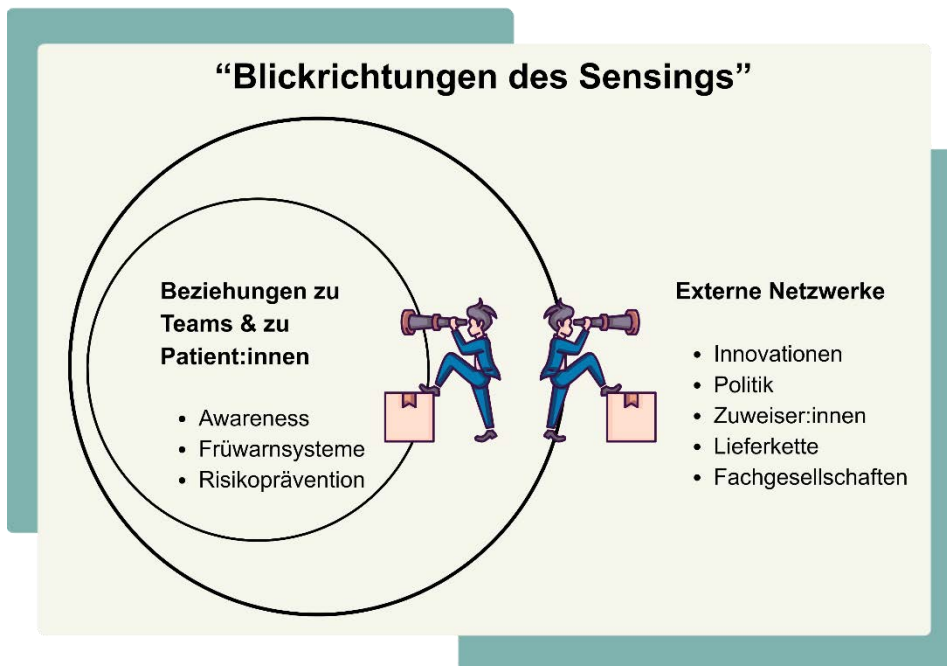 “Blickrichtungen des Sensings”
Beziehungen zu
Teams & zu
Patient:innen
• Awareness
• Früwarnsysteme
• Risikoprävention
Externe Netzwerke
• Innovationen
• Politik
• Zuweiser:innen
• Lieferkette
• Fachgesellschaften